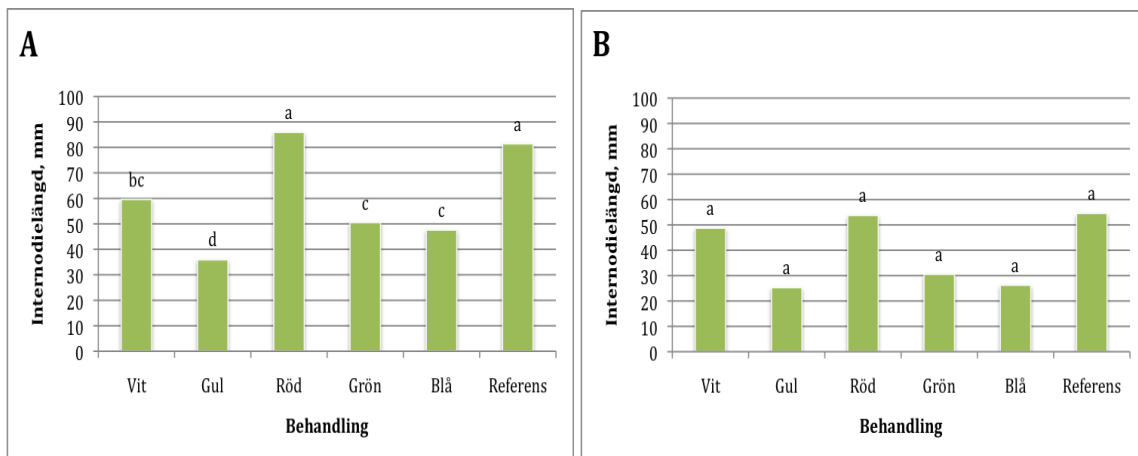 A
100
90
80
70
60
50
40
30
20
10
0
Internodielängd, mm
bc
d
a
c
c
a
Vit Gul Röd Grön Blå Referens
Behandling
B
100
90
80
70
60
50
40
30
20
10
0
Internodielängd, mm
a
a
a
a
a
a
Vit Gul Röd Grön Blå Referens
Behandling